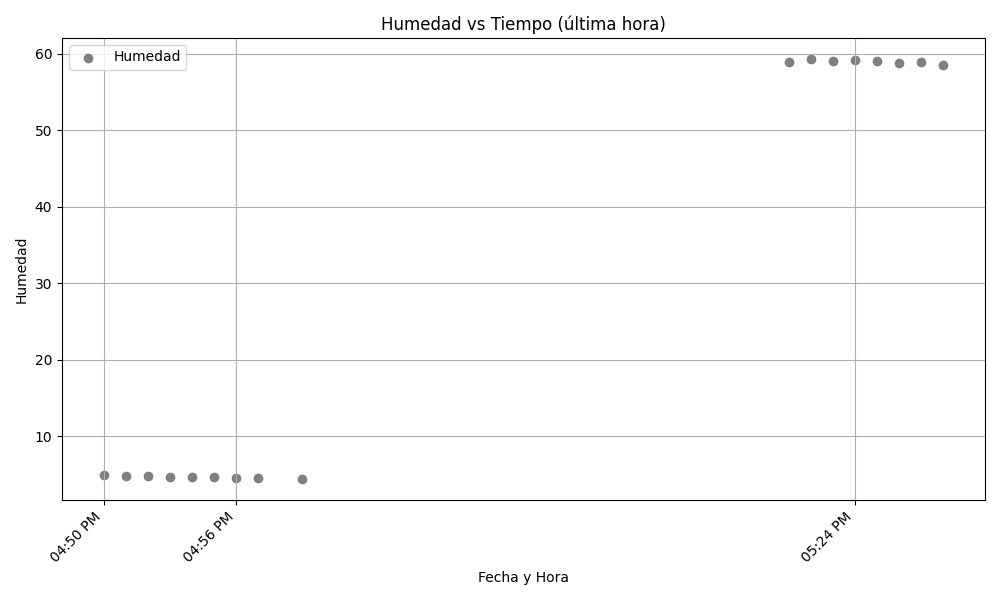 Humedad vs Tiempo (última hora)
Humedad
60
50
40
30
20
10
Humedad
04:50 PM
04:56 PM
05:24 PM
Fecha y Hora